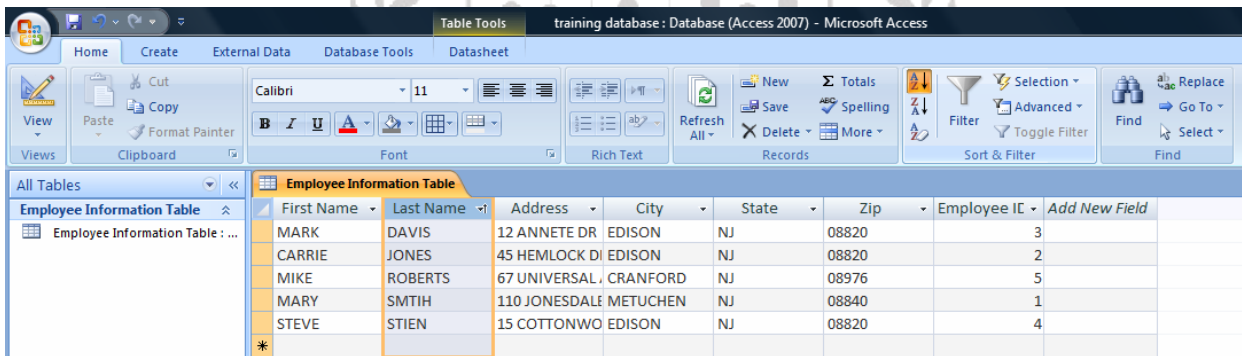 Table Tools training database : Database (Access 2007) - Microsoft Access
Home Create External Data Database Tools Datasheet
View Paste Cut Copy Format Painter
Calibri 11
B I U A
Refresh All New Save Delete Σ Totals Spelling More
Filter Selection Advanced Toggle Filter
Find Replace Go To Select
Views Clipboard Font Rich Text Records Sort & Filter Find
All Tables Employee Information Table
Employee Information Table First Name Last Name Address City State Zip Employee ID Add New Field
Employee Information Table : ... MARK DAVIS 12 ANNETE DR EDISON NJ 08820 3
CARRIE JONES 45 HEMLOCK DI EDISON NJ 08820 2
MIKE ROBERTS 67 UNIVERSAL CRANFORD NJ 08976 5
MARY SMTIH 110 JONESDALE METUCHEN NJ 08840 1
STEVE STIEN 15 COTTONWO EDISON NJ 08820 4